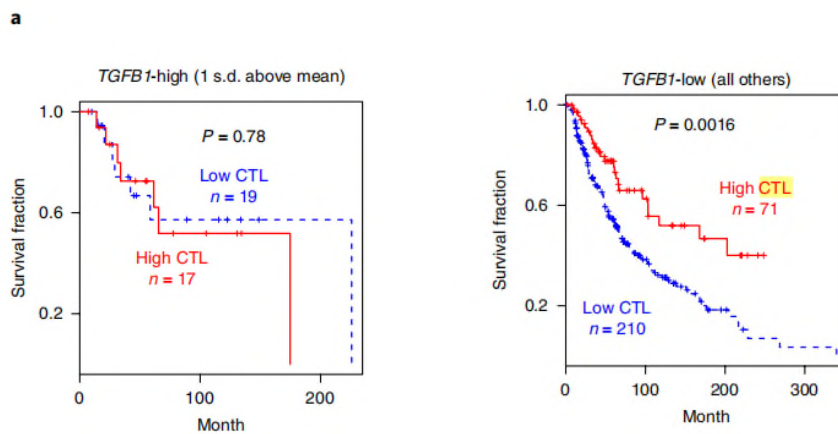 a
TGFB1-high (1 s.d. above mean)
1.0
0.6
0.2
Survival fraction
P = 0.78
Low CTL
n = 19
High CTL
n = 17
0
100
200
Month
TGFB1-low (all others)
1.0
0.6
0.2
Survival fraction
P = 0.0016
High CTL
n = 71
Low CTL
n = 210
0
100
200
300
Month